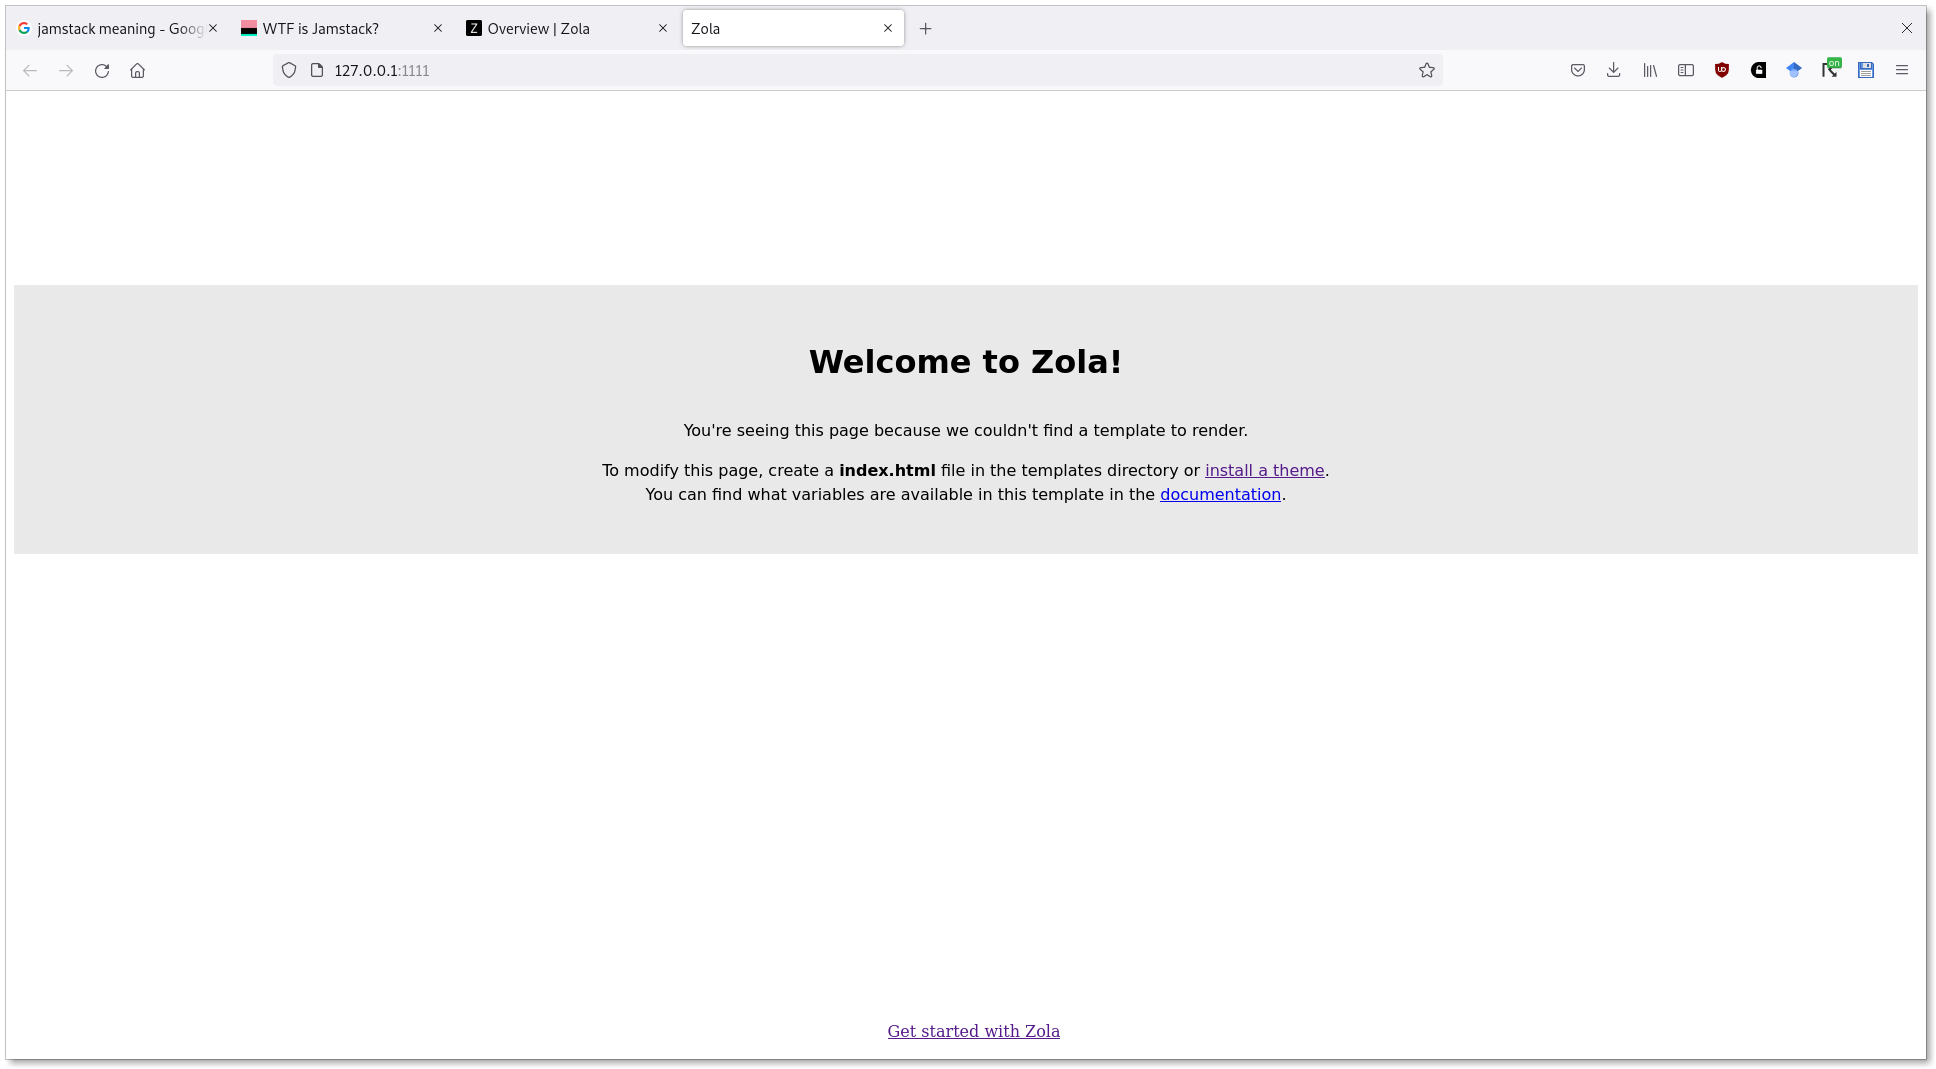 jamstack meaning - Goog
WTF is Jamstack?
Z
Overview | Zola
Zola
127.0.0.1:1111
on
Welcome to Zola!
You're seeing this page because we couldn't find a template to render.
To modify this page, create a index.html file in the templates directory or install a theme.
You can find what variables are available in this template in the documentation.
Get started with Zola